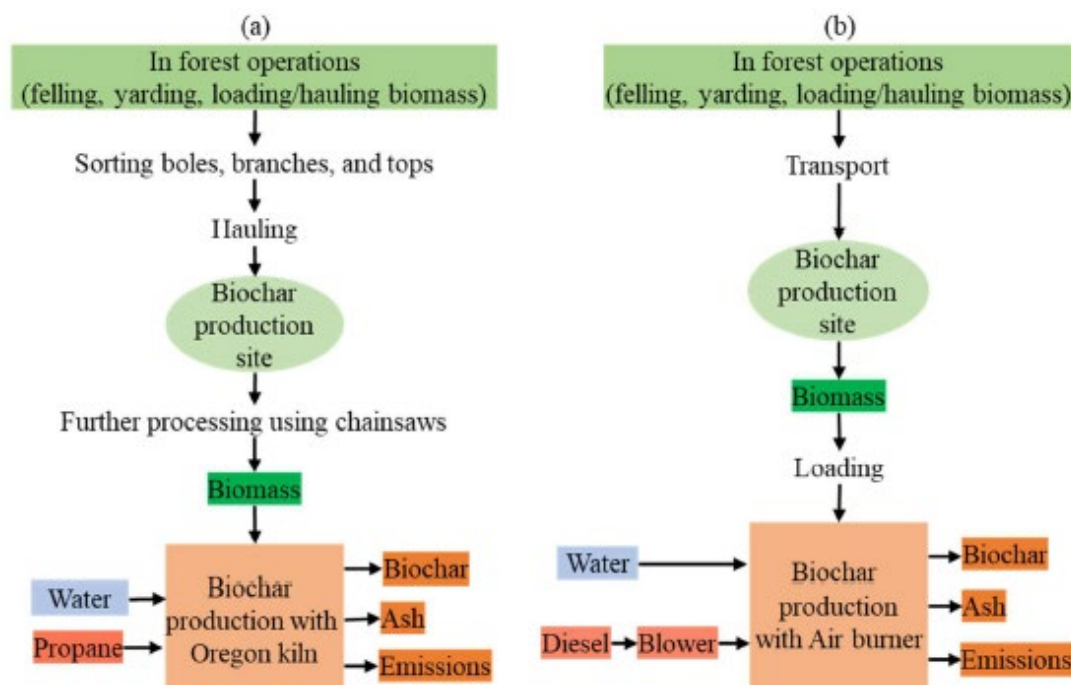 (a)
In forest operations
(felling, yarding, loading/hauling biomass)
Sorting boles, branches, and tops
Hauling
Biochar
production
site
Further processing using chainsaws
Biomass
Water
Propane
Biochar
production with
Oregon kiln
Biochar
Ash
Emissions
(b)
In forest operations
(felling, yarding, loading/hauling biomass)
Transport
Biochar
production
site
Biomass
Loading
Water
Diesel
Blower
Biochar
production
with Air burner
Biochar
Ash
Emissions